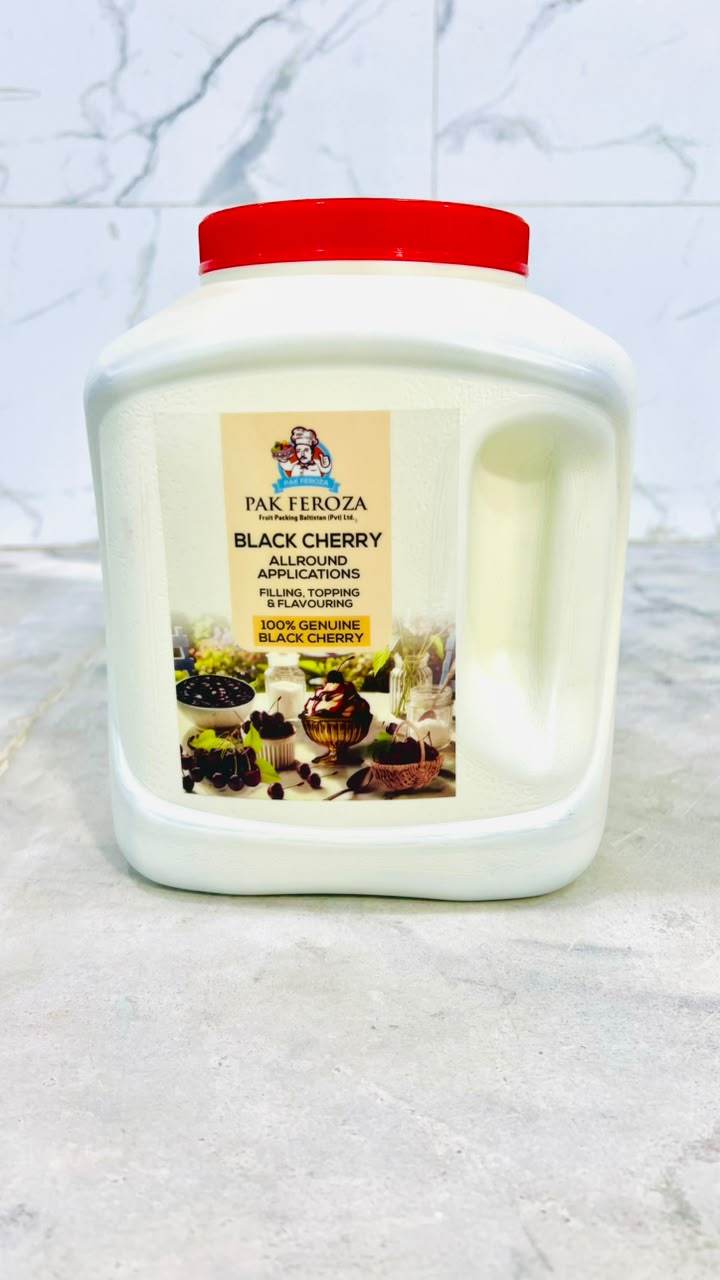 PAK FEROZA
PAK FEROZA
Fruit Packing Baltistan (Pvt) Ltd.,
BLACK CHERRY
ALLROUND
APPLICATIONS
FILLING, TOPPING
& FLAVOURING
100% GENUINE
BLACK CHERRY